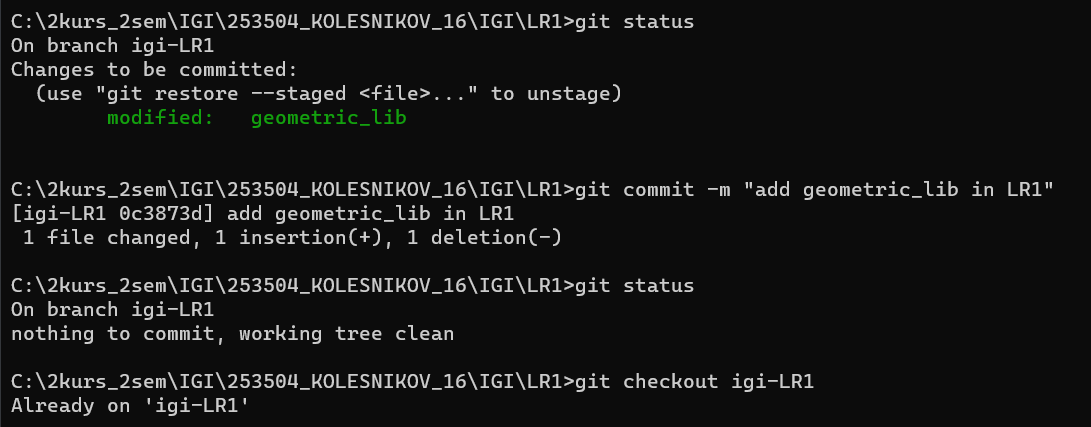 C:\2kurs_2sem\IGI\253504_KOLESNIKOV_16\IGI\LR1>git status
On branch igi-LR1
Changes to be committed:
  (use "git restore --staged <file>..." to unstage)
        modified:   geometric_lib
C:\2kurs_2sem\IGI\253504_KOLESNIKOV_16\IGI\LR1>git commit -m "add geometric_lib in LR1"
[igi-LR1 0c3873d] add geometric_lib in LR1
 1 file changed, 1 insertion(+), 1 deletion(-)
C:\2kurs_2sem\IGI\253504_KOLESNIKOV_16\IGI\LR1>git status
On branch igi-LR1
nothing to commit, working tree clean
C:\2kurs_2sem\IGI\253504_KOLESNIKOV_16\IGI\LR1>git checkout igi-LR1
Already on 'igi-LR1'